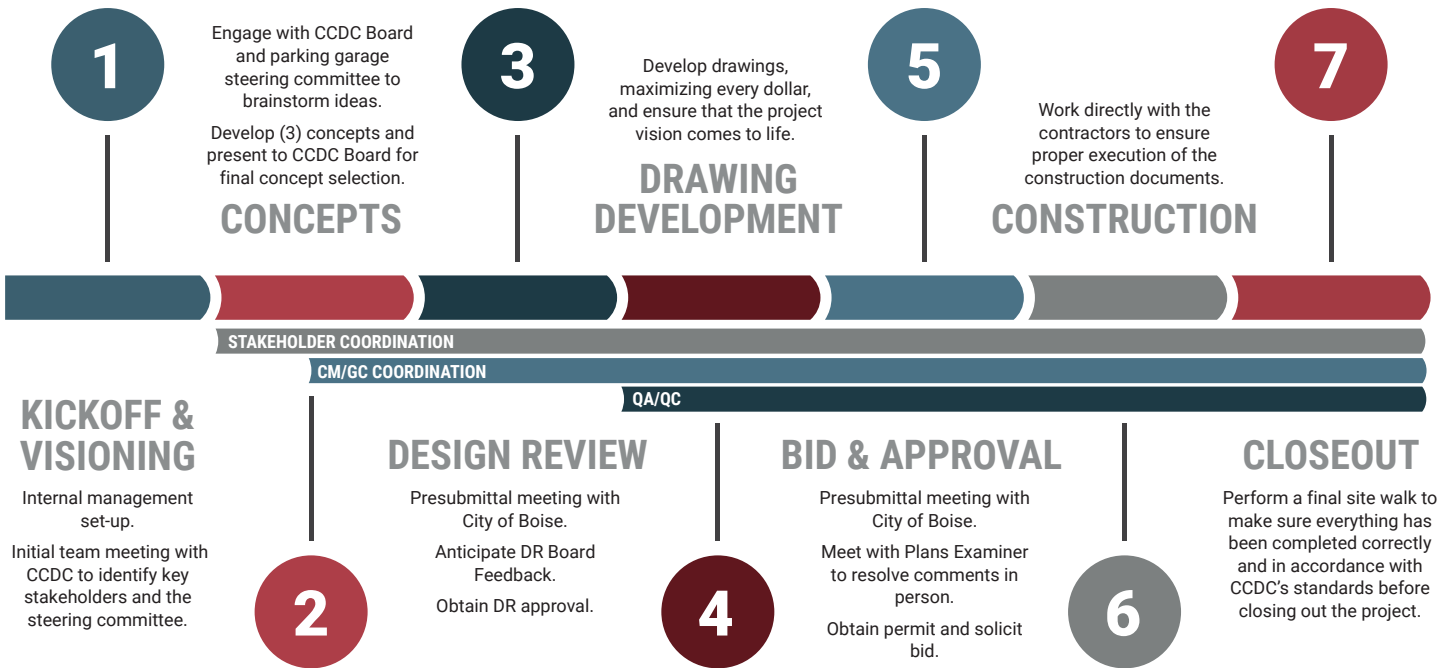 1
KICKOFF &
VISIONING
Internal management
set-up.
Initial team meeting with
CCDC to identify key
stakeholders and the
steering committee.
Engage with CCDC Board
and parking garage
steering committee to
brainstorm ideas.
Develop (3) concepts and
present to CCDC Board for
final concept selection.
CONCEPTS
2
3
DESIGN REVIEW
Presubmittal meeting with
City of Boise.
Anticipate DR Board
Feedback.
Obtain DR approval.
Develop drawings,
maximizing every dollar,
and ensure that the project
vision comes to life.
DRAWING
DEVELOPMENT
4
5
BID & APPROVAL
Presubmittal meeting with
City of Boise.
Meet with Plans Examiner
to resolve comments in
person.
Obtain permit and solicit
bid.
Work directly with the
contractors to ensure
proper execution of the
construction documents.
CONSTRUCTION
6
7
CLOSEOUT
Perform a final site walk to
make sure everything has
been completed correctly
and in accordance with
CCDC's standards before
closing out the project.
STAKEHOLDER COORDINATION
CM/GC COORDINATION
QA/QC